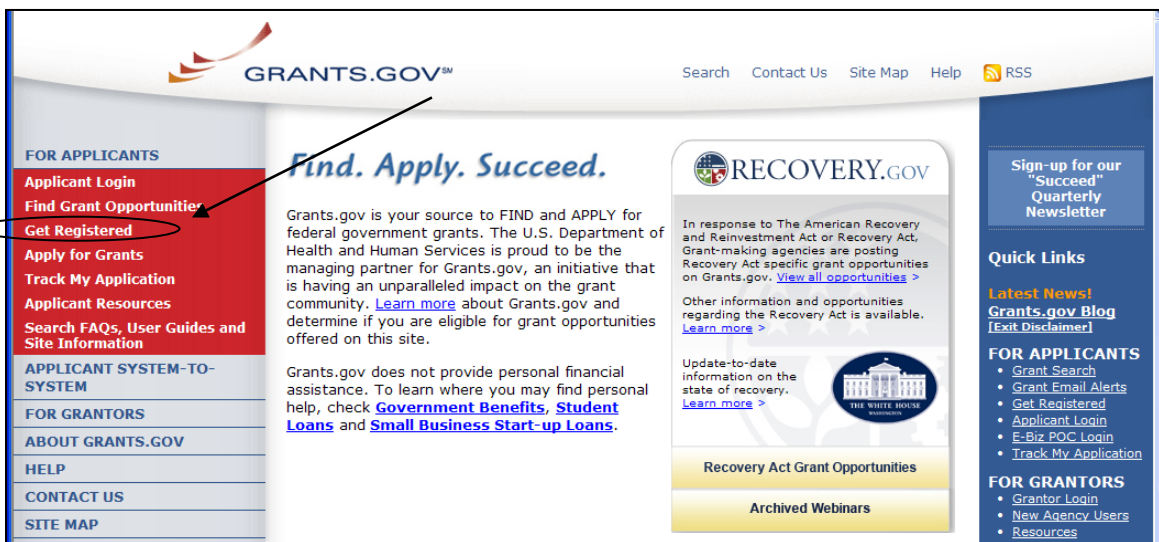 GRANTS.GOV℠
Search Contact Us Site Map Help RSS
FOR APPLICANTS
Applicant Login
Find Grant Opportunities
Get Registered
Apply for Grants
Track My Application
Applicant Resources
Search FAQs, User Guides and
Site Information
APPLICANT SYSTEM-TO-
SYSTEM
FOR GRANTORS
ABOUT GRANTS.GOV
HELP
CONTACT US
SITE MAP
Find. Apply. Succeed.
Grants.gov is your source to FIND and APPLY for
federal government grants. The U.S. Department of
Health and Human Services is proud to be the
managing partner for Grants.gov, an initiative that
is having an unparalleled impact on the grant
community. Learn more about Grants.gov and
determine if you are eligible for grant opportunities
offered on this site.
Grants.gov does not provide personal financial
assistance. To learn where you may find personal
help, check Government Benefits, Student
Loans and Small Business Start-up Loans.
RECOVERY.GOV
In response to The American Recovery
and Reinvestment Act or Recovery Act,
Grant-making agencies are posting
Recovery Act specific grant opportunities
on Grants.gov. View all opportunities >
Other information and opportunities
regarding the Recovery Act is available.
Learn more >
Update-to-date
information on the
state of recovery.
Learn more >
THE WHITE HOUSE
WASHINGTON
Recovery Act Grant Opportunities
Archived Webinars
Sign-up for our
"Succeed"
Quarterly
Newsletter
Quick Links
Latest News!
Grants.gov Blog
[Exit Disclaimer]
FOR APPLICANTS
• Grant Search
• Grant Email Alerts
• Get Registered
• Applicant Login
• E-Biz POC Login
• Track My Application
FOR GRANTORS
• Grantor Login
• New Agency Users
• Resources